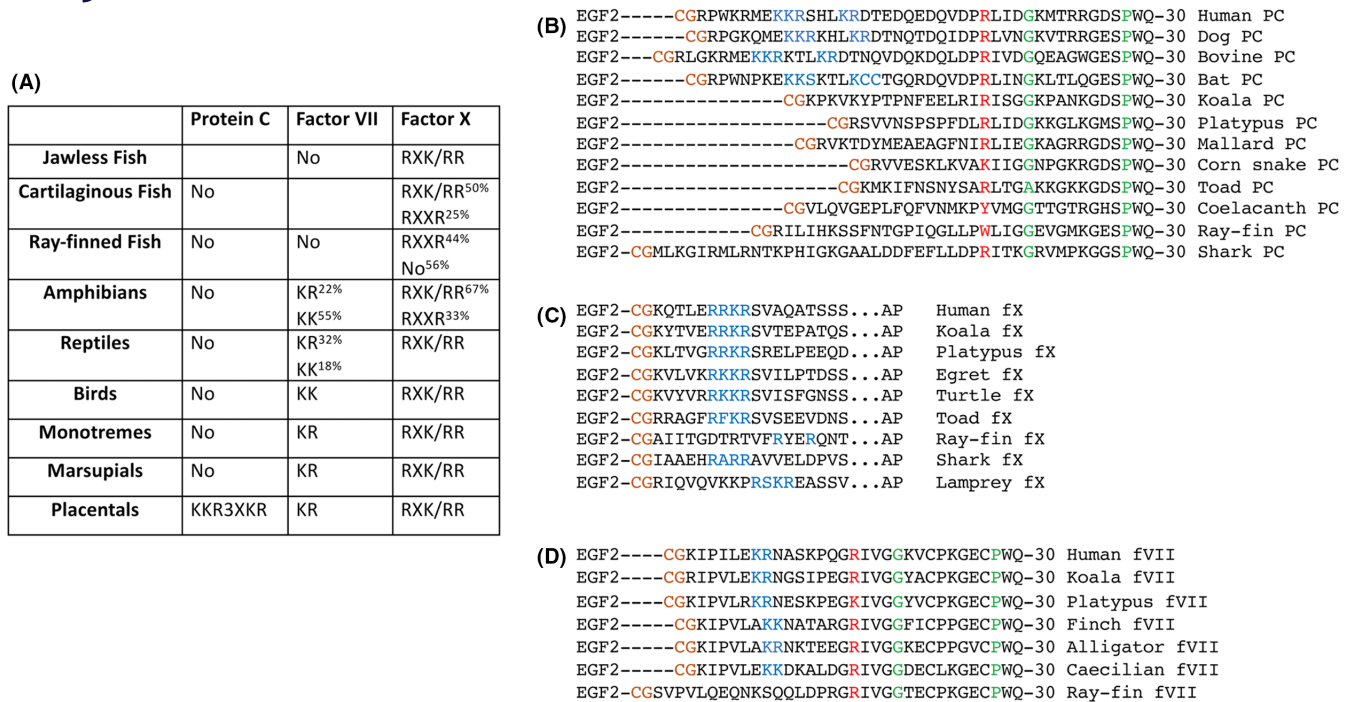 (A)
Protein C Factor VII Factor X
Jawless Fish No RXK/RR
Cartilaginous Fish No RXK/RR50%
RXXR25%
Ray-finned Fish No No RXXR44%
No56%
Amphibians No KR22% RXK/RR67%
KK55% RXXR33%
Reptiles No KR32% RXK/RR
KK18%
Birds No KK RXK/RR
Monotremes No KR RXK/RR
Marsupials No KR RXK/RR
Placentals KKR3XKR KR RXK/RR
(B)
EGF2-----CGRPWKRMEKKRSHLKRDTEDQEDQVDPRLIDGKMTRRGDSPWQ-30 Human PC
EGF2------CGRPGKQMEKKRKHLKRDTNQTDQIDPRLVNGKVTRRGESPWQ-30 Dog PC
EGF2---CGRLGKRMEKKRKTLKRDTNQVDQKDQLDPRIVDGQEAGWGESPWQ-30 Bovine PC
EGF2------CGRPWNPKEKKSKTLKCCTGQRDQVDPRLINGKLTLQGESPWQ-30 Bat PC
EGF2---------------CGKPKVKYPTPNFEELRIRISGGKPANKGDSPWQ-30 Koala PC
EGF2-------------------CGRSVVNSPSPFDLRLIDGKKGLKGMSPWQ-30 Platypus PC
EGF2----------------CGRVKTDYMEAEAGFNIRLIEGKAGRRGDSPWQ-30 Mallard PC
EGF2---------------------CGRVVESKLKVAKIIGGNPGKRGDSPWQ-30 Corn snake PC
EGF2--------------------CGKMKIFNSNYSARLTGAKKGKKGDSPWQ-30 Toad PC
EGF2---------------CGVLQVGEPLFQFVNMKPYVMGGTTGTRGHSPWQ-30 Coelacanth PC
EGF2------------CGRILIHKSSSFNTGPIQGLLPWLIGGEVGMKGESPWQ-30 Ray-fin PC
EGF2-CGMLKGIRMLRNTKPHIGKGAALDDFEFLLDPRITKGRVMPKGGSPWQ-30 Shark PC
(C)
EGF2-CGKQTLERRKRSVAQATSSS...AP Human fX
EGF2-CGKYTVERRKRSVTEPATQS...AP Koala fX
EGF2-CGKLTVGRRKRSRELPEEQD...AP Platypus fX
EGF2-CGKVLVKRKKRSVILPTDSS...AP Egret fX
EGF2-CGKVYVRRKKRSVISFGNSS...AP Turtle fX
EGF2-CGRRAGFRFKRSVSEEVDNS...AP Toad fX
EGF2-CGAIITGDTRTVFRYERQNT...AP Ray-fin fX
EGF2-CGIAAEHRARRAVVELDPVS...AP Shark fX
EGF2-CGRIQVQVKKPRSKREASSV...AP Lamprey fX
(D)
EGF2----CGKIPILEKRNASKPQGRIVGGKVCPKGECPWQ-30 Human fVII
EGF2----CGRIPVLEKRNGSIPEGRIVGGYACPKGECPWQ-30 Koala fVII
EGF2----CGKIPVLRKRNESKPEGKIVGGYVCPKGECPWQ-30 Platypus fVII
EGF2-----CGKIPVLAKKNATARGRIVGGFICPPGECPWQ-30 Finch fVII
EGF2-----CGKIPVLAKRNKTEEGRIVGGKECPPGVCPWQ-30 Alligator fVII
EGF2-----CGKIPVLEKKDKALDGRIVGGDECLKGECPWQ-30 Caecilian fVII
EGF2-CGSVPVLQEQNKSQQLDPRGRIVGGTECPKGECPWQ-30 Ray-fin fVII